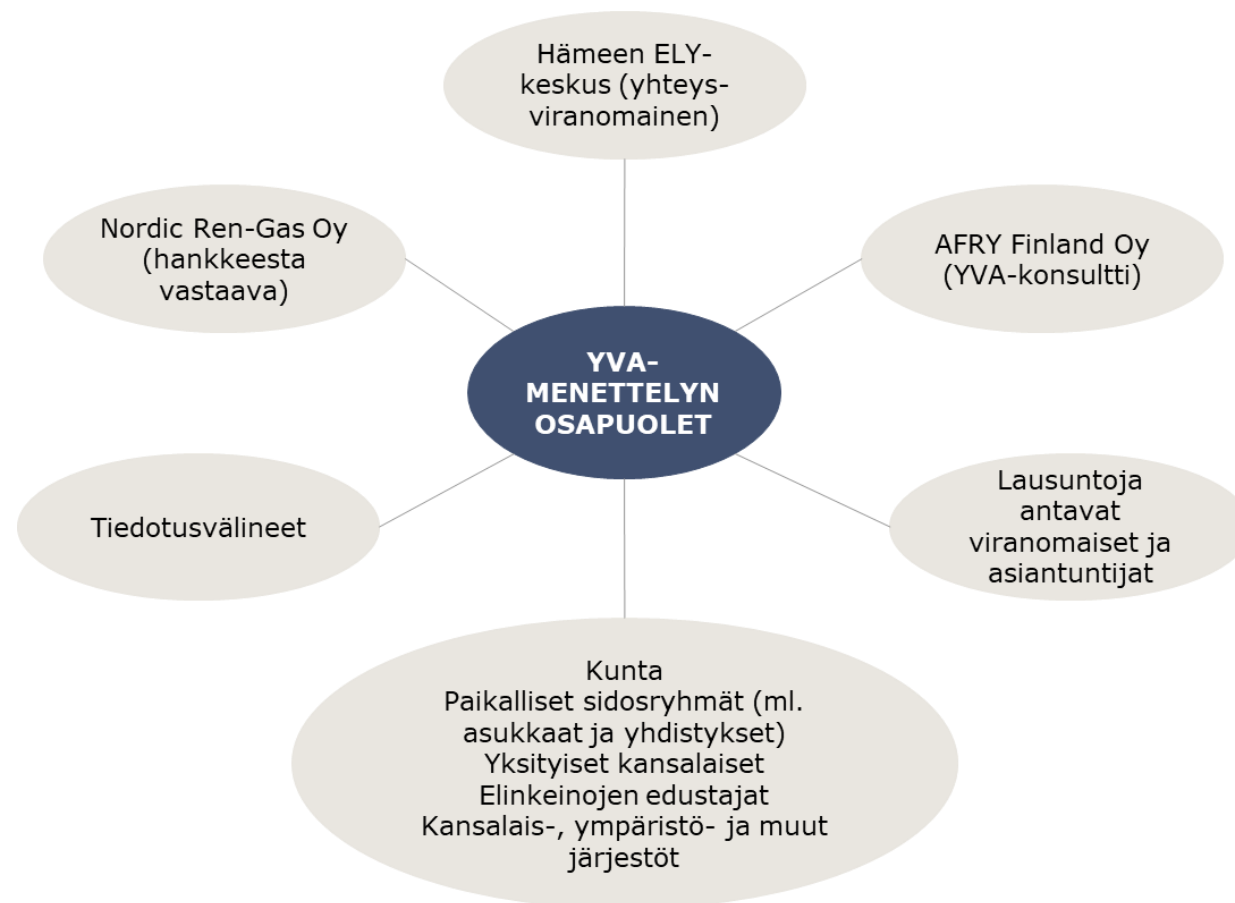 Hämeen ELY-
keskus (yhteys-
viranomainen)
Nordic Ren-Gas Oy
(hankkeesta
vastaava)
AFRY Finland Oy
(YVA-konsultti)
YVA-
MENETTELYN
OSAPUOLET
Tiedotusvälineet
Lausuntoja
antavat
viranomaiset ja
asiantuntijat
Kunta
Paikalliset sidosryhmät (ml.
asukkaat ja yhdistykset)
Yksityiset kansalaiset
Elinkeinojen edustajat
Kansalais-, ympäristö- ja muut
järjestöt